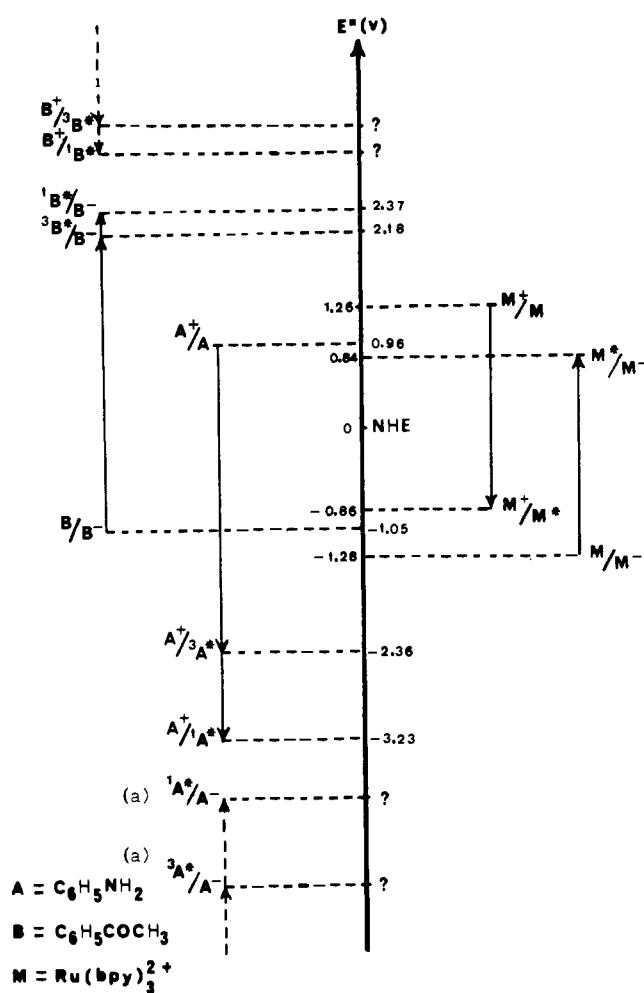 E°(v)
B⁺/³B* ?
B⁺/¹B* ?
¹B*/B⁻ 2.37
³B*/B⁻ 2.18
1.26 M⁺/M
A⁺/A 0.96
0.84 M*/M⁻
0 NHE
-0.86 M⁺/M*
B/B⁻ -1.05
-1.28 M/M⁻
A⁺/³A* -2.36
A⁺/¹A* -3.23
(a) ¹A*/A⁻ ?
(a) ³A*/A⁻ ?
A = C₆H₅NH₂
B = C₆H₅COCH₃
M = Ru(bpy)₃²⁺